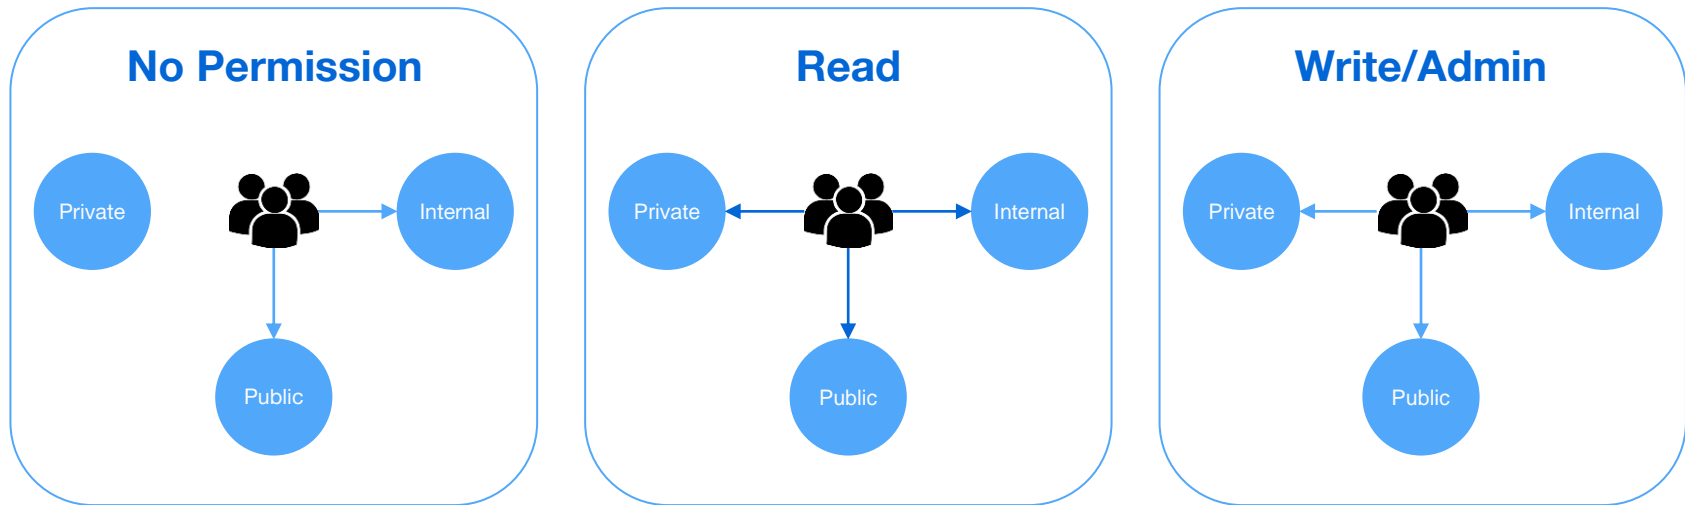 No Permission
Private
Internal
Public
Read
Private
Internal
Public
Write/Admin
Private
Internal
Public